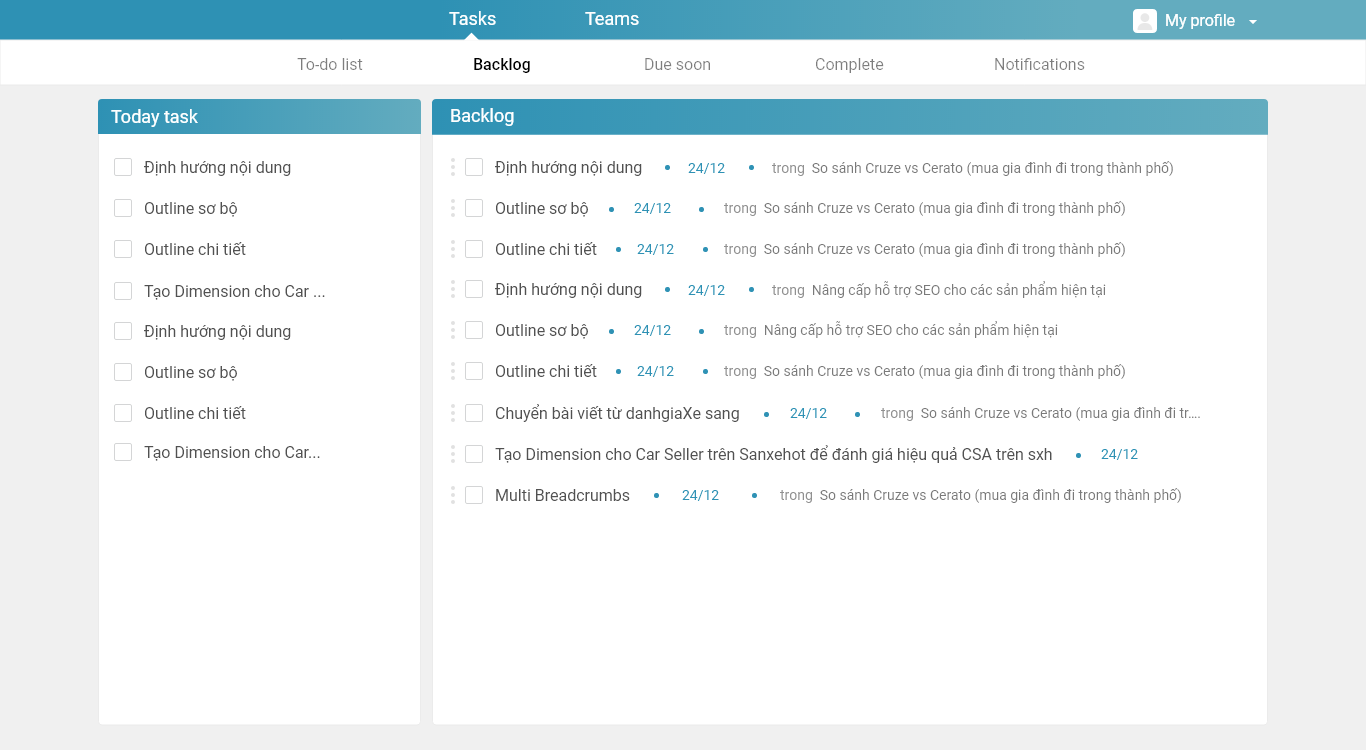 Tasks Teams My profile
To-do list Backlog Due soon Complete Notifications
Today task
Định hướng nội dung
Outline sơ bộ
Outline chi tiết
Tạo Dimension cho Car ...
Định hướng nội dung
Outline sơ bộ
Outline chi tiết
Tạo Dimension cho Car...
Backlog
Định hướng nội dung • 24/12 • trong So sánh Cruze vs Cerato (mua gia đình đi trong thành phố)
Outline sơ bộ • 24/12 • trong So sánh Cruze vs Cerato (mua gia đình đi trong thành phố)
Outline chi tiết • 24/12 • trong So sánh Cruze vs Cerato (mua gia đình đi trong thành phố)
Định hướng nội dung • 24/12 • trong Nâng cấp hỗ trợ SEO cho các sản phẩm hiện tại
Outline sơ bộ • 24/12 • trong Nâng cấp hỗ trợ SEO cho các sản phẩm hiện tại
Outline chi tiết • 24/12 • trong So sánh Cruze vs Cerato (mua gia đình đi trong thành phố)
Chuyển bài viết từ danhgiaXe sang • 24/12 • trong So sánh Cruze vs Cerato (mua gia đình đi tr....
Tạo Dimension cho Car Seller trên Sanxehot để đánh giá hiệu quả CSA trên sxh • 24/12
Multi Breadcrumbs • 24/12 • trong So sánh Cruze vs Cerato (mua gia đình đi trong thành phố)